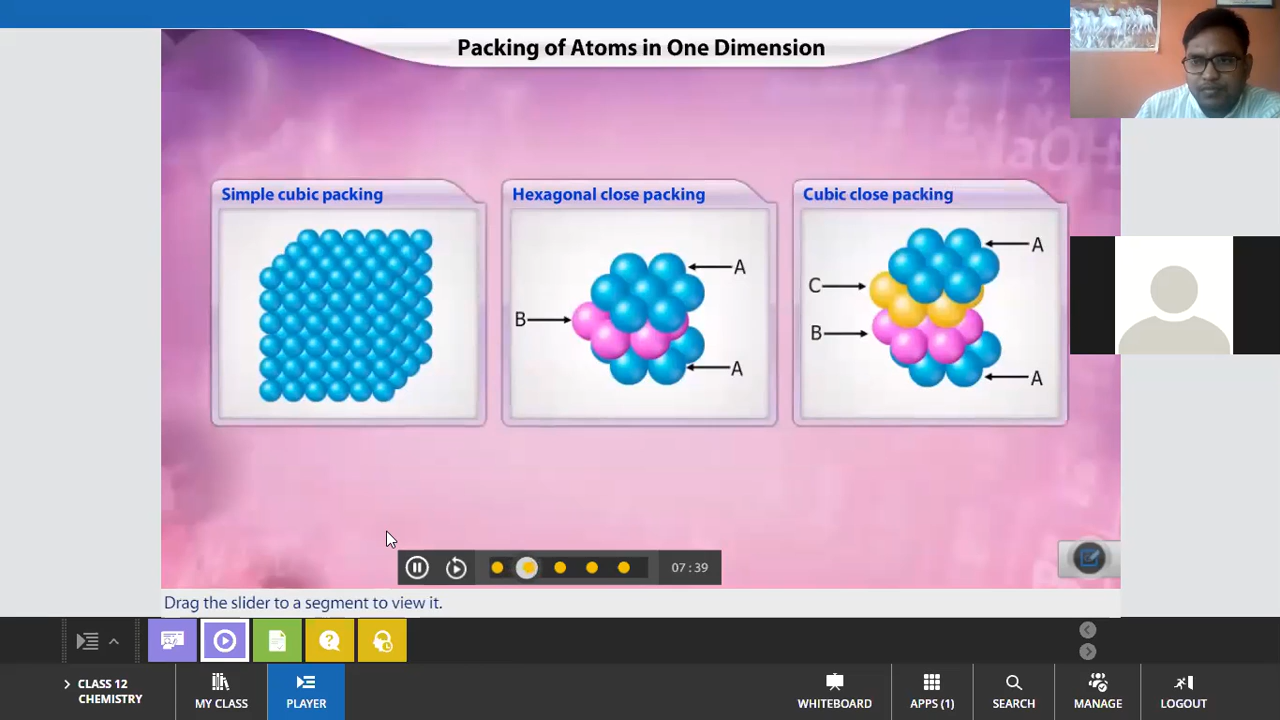 Packing of Atoms in One Dimension
Simple cubic packing
Hexagonal close packing
A
B
A
Cubic close packing
A
C
B
A
NaOH
07:39
Drag the slider to a segment to view it.
CLASS 12
CHEMISTRY
MY CLASS
PLAYER
WHITEBOARD
APPS (1)
SEARCH
MANAGE
LOGOUT